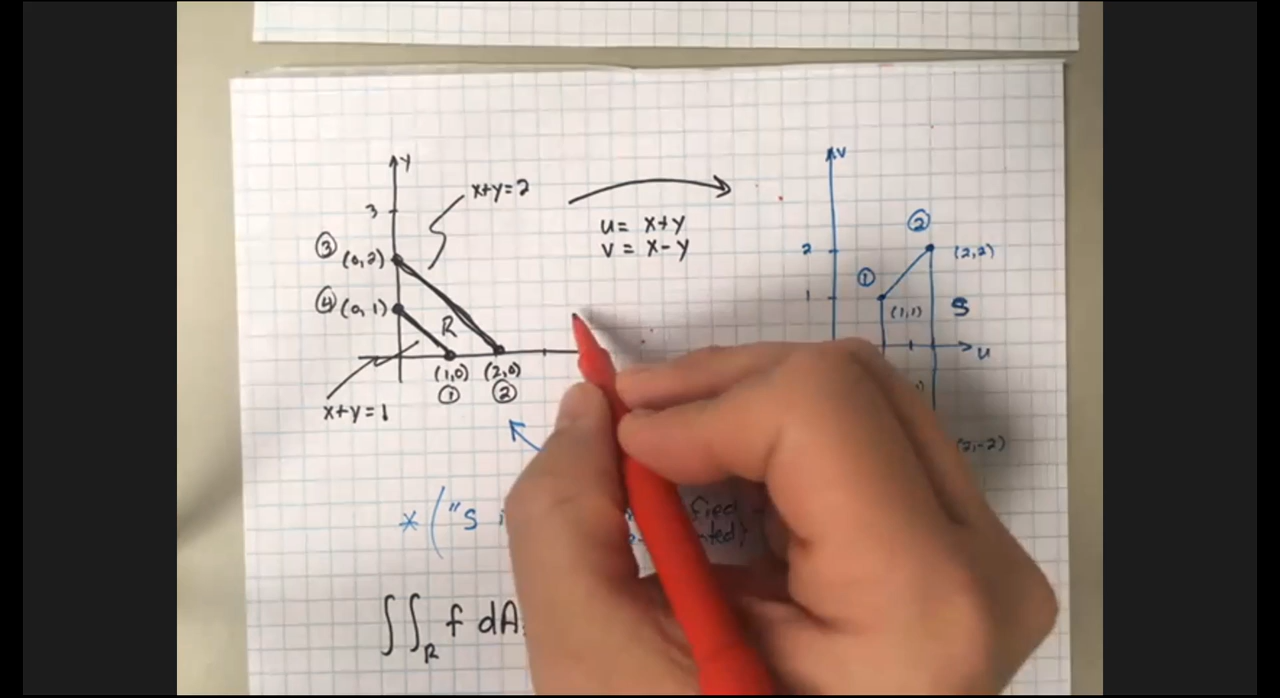 y
x+y=2
3
③ (0,2)
④ (0,1)
R
(1,0) (2,0)
① ②
x+y=1
u= x+y
v= x-y
v
②
2
(2,2)
①
1
(1,1)
S
u
(2,-2)
*("S
∫∫_R f dA